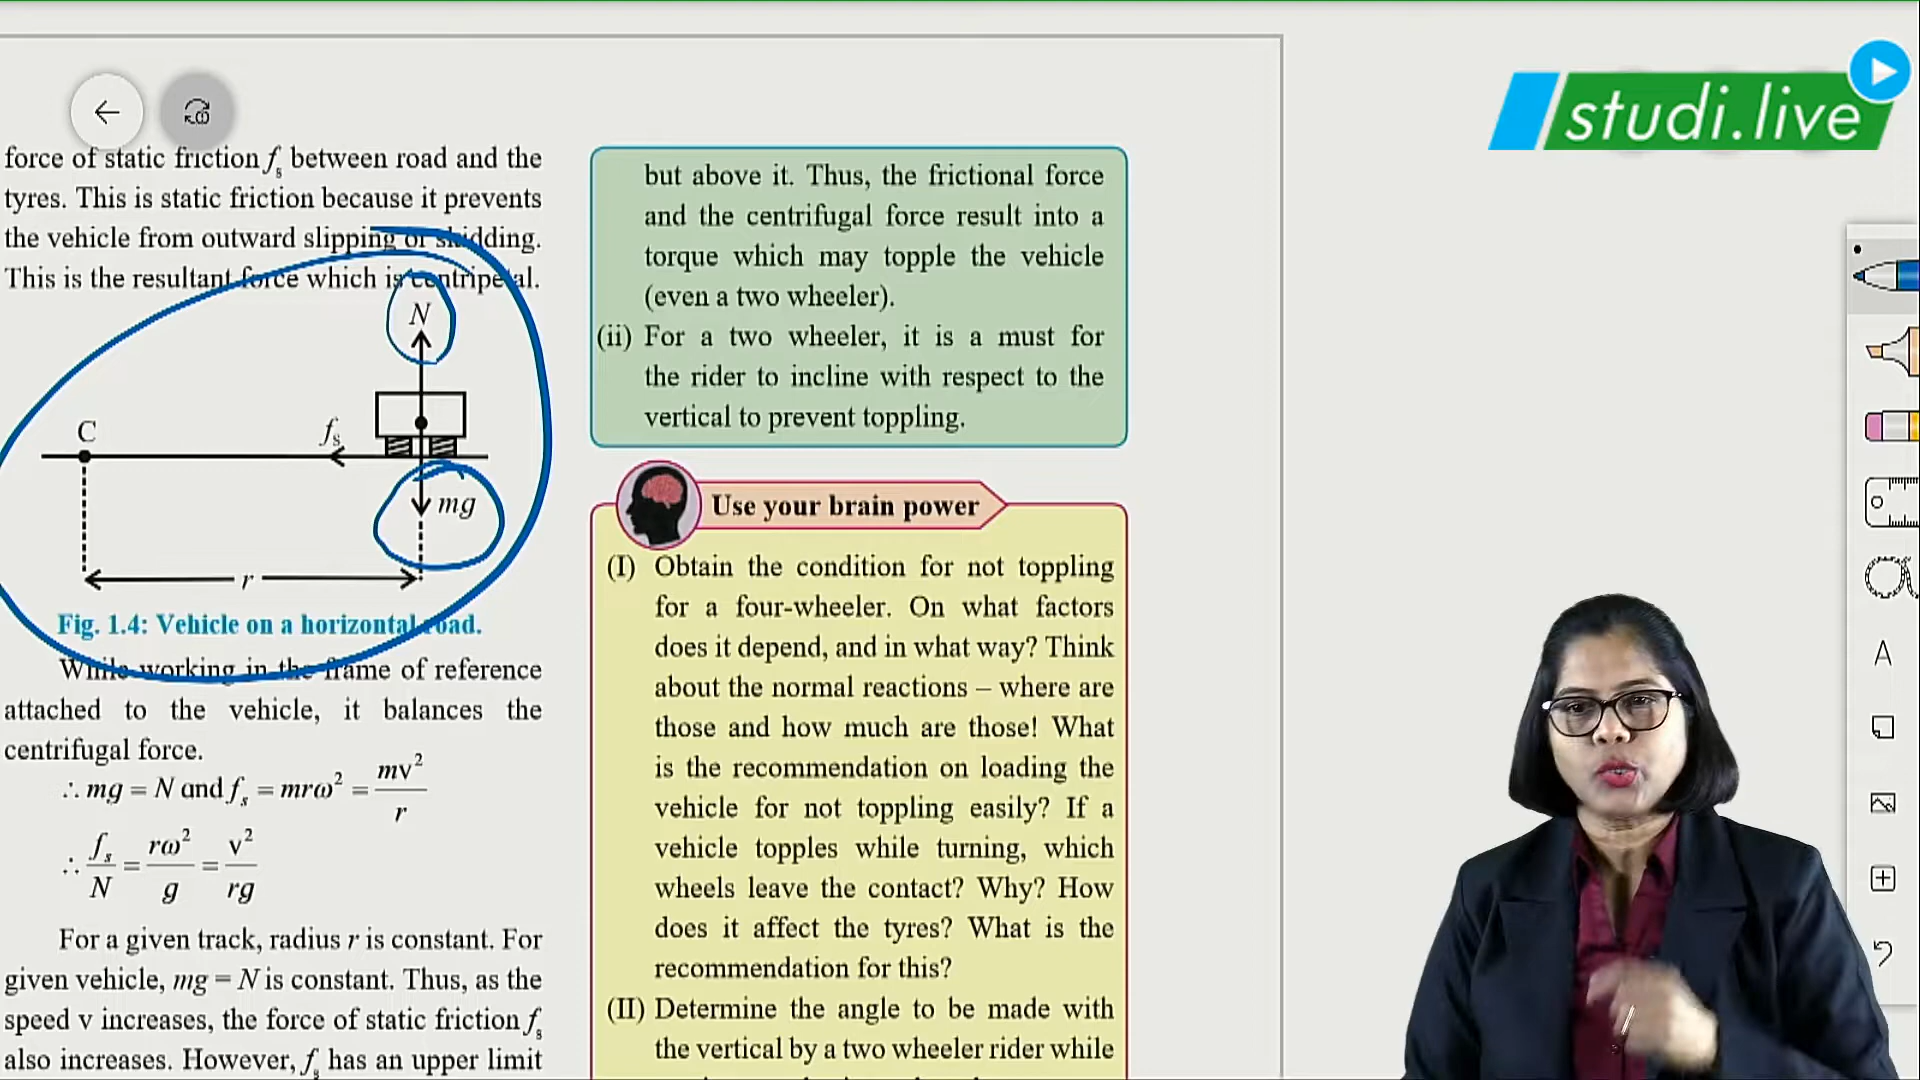 studi.live
force of static friction fs between road and the
tyres. This is static friction because it prevents
the vehicle from outward slipping or skidding.
This is the resultant force which is centripetal.
N
C
fs
mg
r
Fig. 1.4: Vehicle on a horizontal road.
While working in the frame of reference
attached to the vehicle, it balances the
centrifugal force.
∴ mg = N and fs = mrω² = mv²/r
∴ fs/N = rω²/g = v²/rg
For a given track, radius r is constant. For
given vehicle, mg = N is constant. Thus, as the
speed v increases, the force of static friction fs
also increases. However, fs has an upper limit
but above it. Thus, the frictional force
and the centrifugal force result into a
torque which may topple the vehicle
(even a two wheeler).
(ii) For a two wheeler, it is a must for
the rider to incline with respect to the
vertical to prevent toppling.
Use your brain power
(I) Obtain the condition for not toppling
for a four-wheeler. On what factors
does it depend, and in what way? Think
about the normal reactions – where are
those and how much are those! What
is the recommendation on loading the
vehicle for not toppling easily? If a
vehicle topples while turning, which
wheels leave the contact? Why? How
does it affect the tyres? What is the
recommendation for this?
(II) Determine the angle to be made with
the vertical by a two wheeler rider while
A